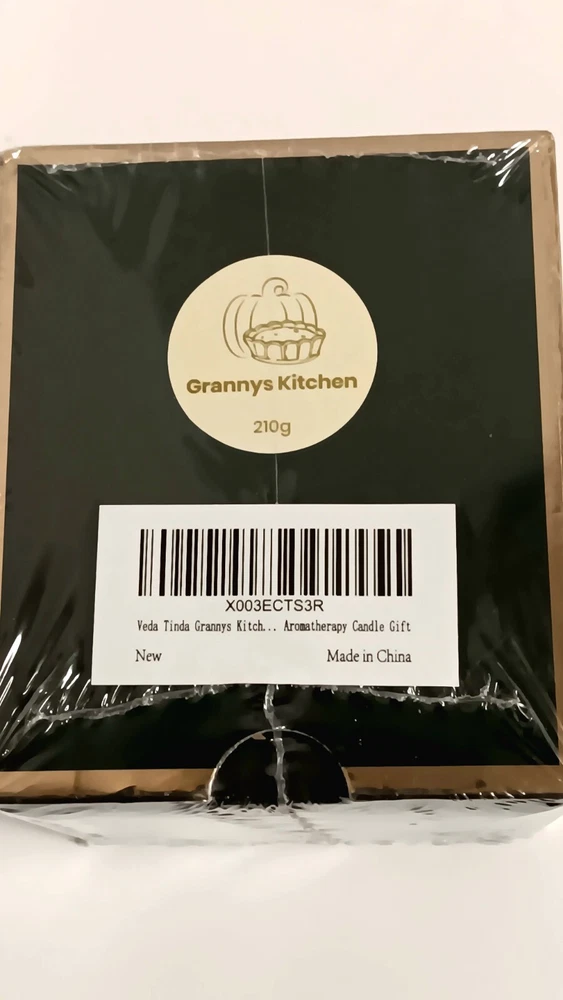 Grannys Kitchen
210g
X003ECTS3R
Veda Tinda Grannys Kitch... Aromatherapy Candle Gift
New Made in China